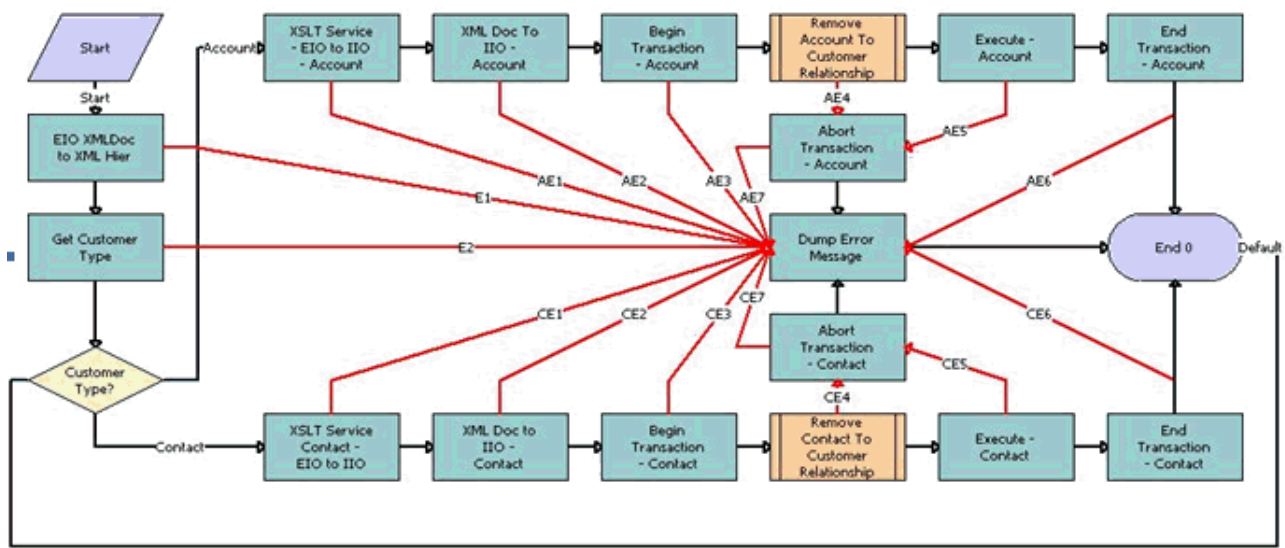 Start
Start
EIO XMLDoc
to XML Hier
Get Customer
Type
Customer
Type?
Account
XSLT Service
- EIO to IIO
- Account
XML Doc To
IIO -
Account
Begin
Transaction
- Account
Remove
Account To
Customer
Relationship
Execute -
Account
End
Transaction
- Account
AE4
AE5
Abort
Transaction
- Account
E1
AE1
AE2
AE3
AE7
AE6
E2
Dump Error
Message
End 0
Default
CE1
CE2
CE3
CE7
CE6
Abort
Transaction
- Contact
CE5
CE4
Contact
XSLT Service
Contact -
EIO to IIO
XML Doc to
IIO -
Contact
Begin
Transaction
- Contact
Remove
Contact To
Customer
Relationship
Execute -
Contact
End
Transaction
- Contact